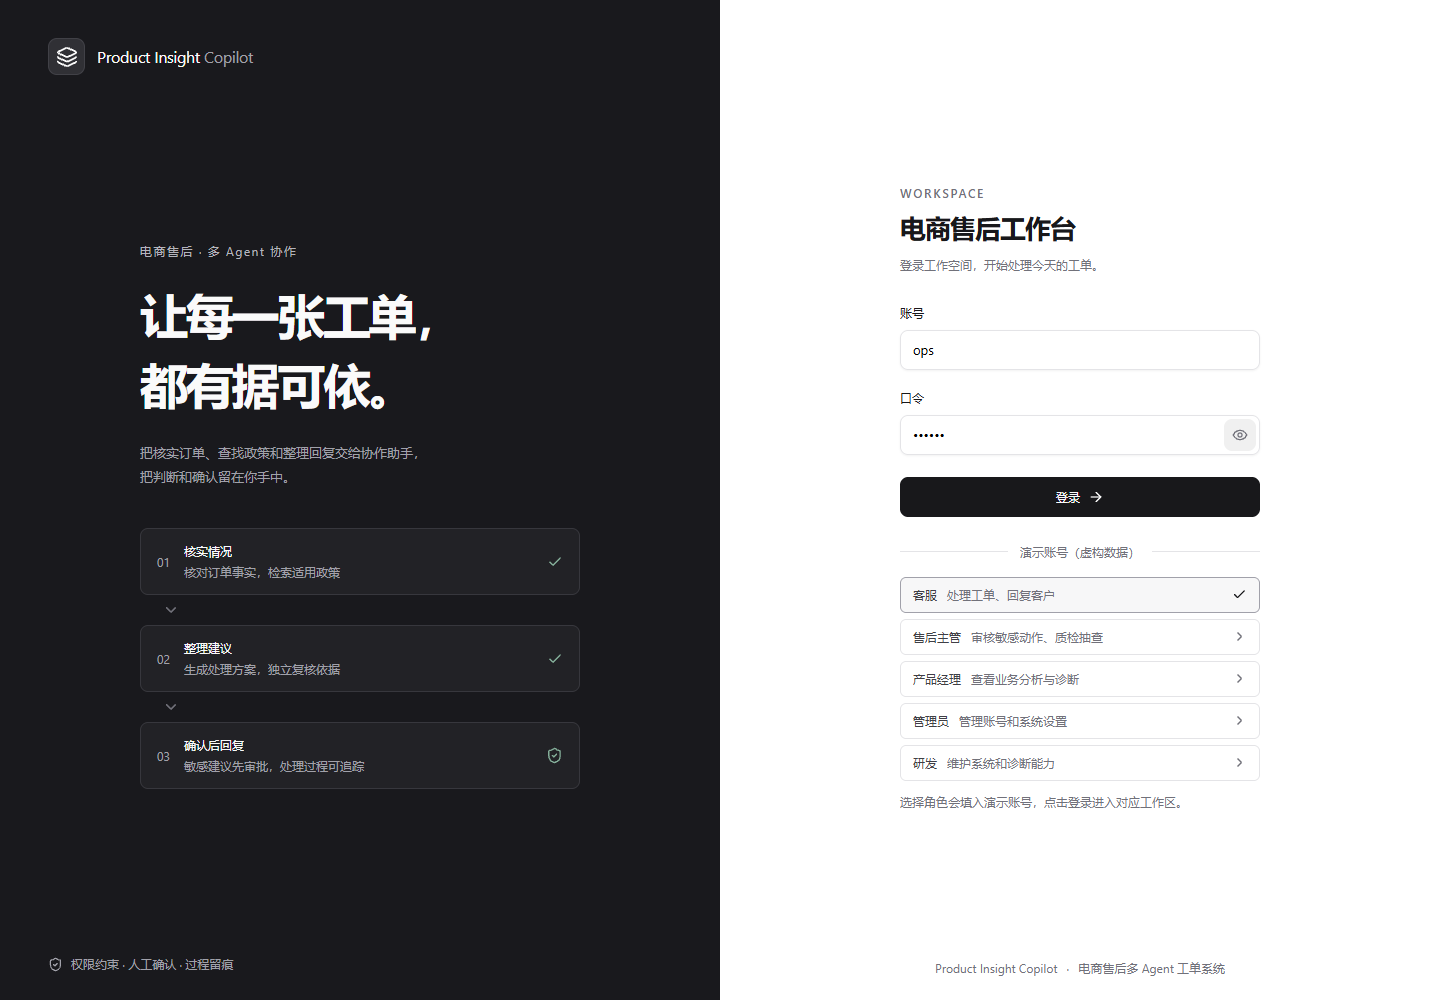 Product Insight Copilot
电商售后 · 多 Agent 协作
让每一张工单，
都有据可依。
把核实订单、查找政策和整理回复交给协作助手，
把判断和确认留在你手中。
01
核实情况
核对订单事实，检索适用政策
02
整理建议
生成处理方案，独立复核依据
03
确认后回复
敏感建议先审批，处理过程可追踪
权限约束 · 人工确认 · 过程留痕
WORKSPACE
电商售后工作台
登录工作空间，开始处理今天的工单。
账号
ops
口令
••••••
登录
演示账号（虚构数据）
客服 处理工单、回复客户
售后主管 审核敏感动作、质检抽查
产品经理 查看业务分析与诊断
管理员 管理账号和系统设置
研发 维护系统和诊断能力
选择角色会填入演示账号，点击登录进入对应工作区。
Product Insight Copilot · 电商售后多 Agent 工单系统